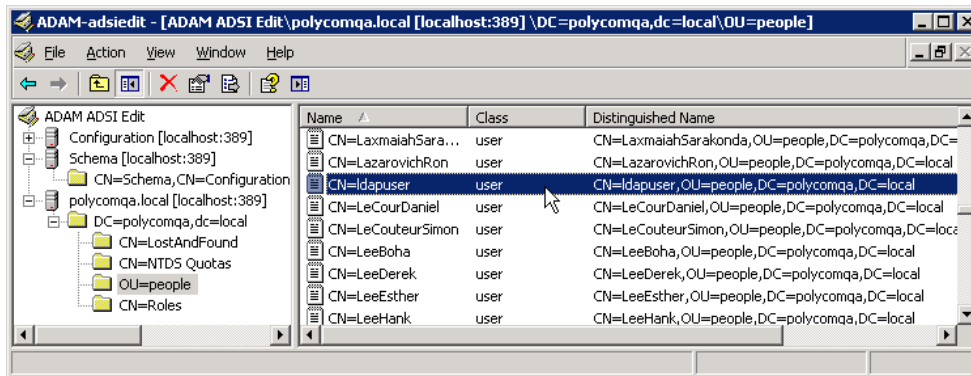 ADAM-adsiedit - [ADAM ADSI Edit\polycomqa.local [localhost:389] \DC=polycomqa,dc=local\OU=people]
File Action View Window Help
ADAM ADSI Edit
Configuration [localhost:389]
Schema [localhost:389]
CN=Schema,CN=Configuration
polycomqa.local [localhost:389]
DC=polycomqa,dc=local
CN=LostAndFound
CN=NTDS Quotas
OU=people
CN=Roles
Name Class Distinguished Name
CN=LaxmaiahSara... user CN=LaxmaiahSarakonda,OU=people,DC=polycomqa,DC=
CN=LazarovichRon user CN=LazarovichRon,OU=people,DC=polycomqa,DC=local
CN=ldapuser user CN=ldapuser,OU=people,DC=polycomqa,DC=local
CN=LeCourDaniel user CN=LeCourDaniel,OU=people,DC=polycomqa,DC=local
CN=LeCouteurSimon user CN=LeCouteurSimon,OU=people,DC=polycomqa,DC=loca
CN=LeeBoha user CN=LeeBoha,OU=people,DC=polycomqa,DC=local
CN=LeeDerek user CN=LeeDerek,OU=people,DC=polycomqa,DC=local
CN=LeeEsther user CN=LeeEsther,OU=people,DC=polycomqa,DC=local
CN=LeeHank user CN=LeeHank,OU=people,DC=polycomqa,DC=local